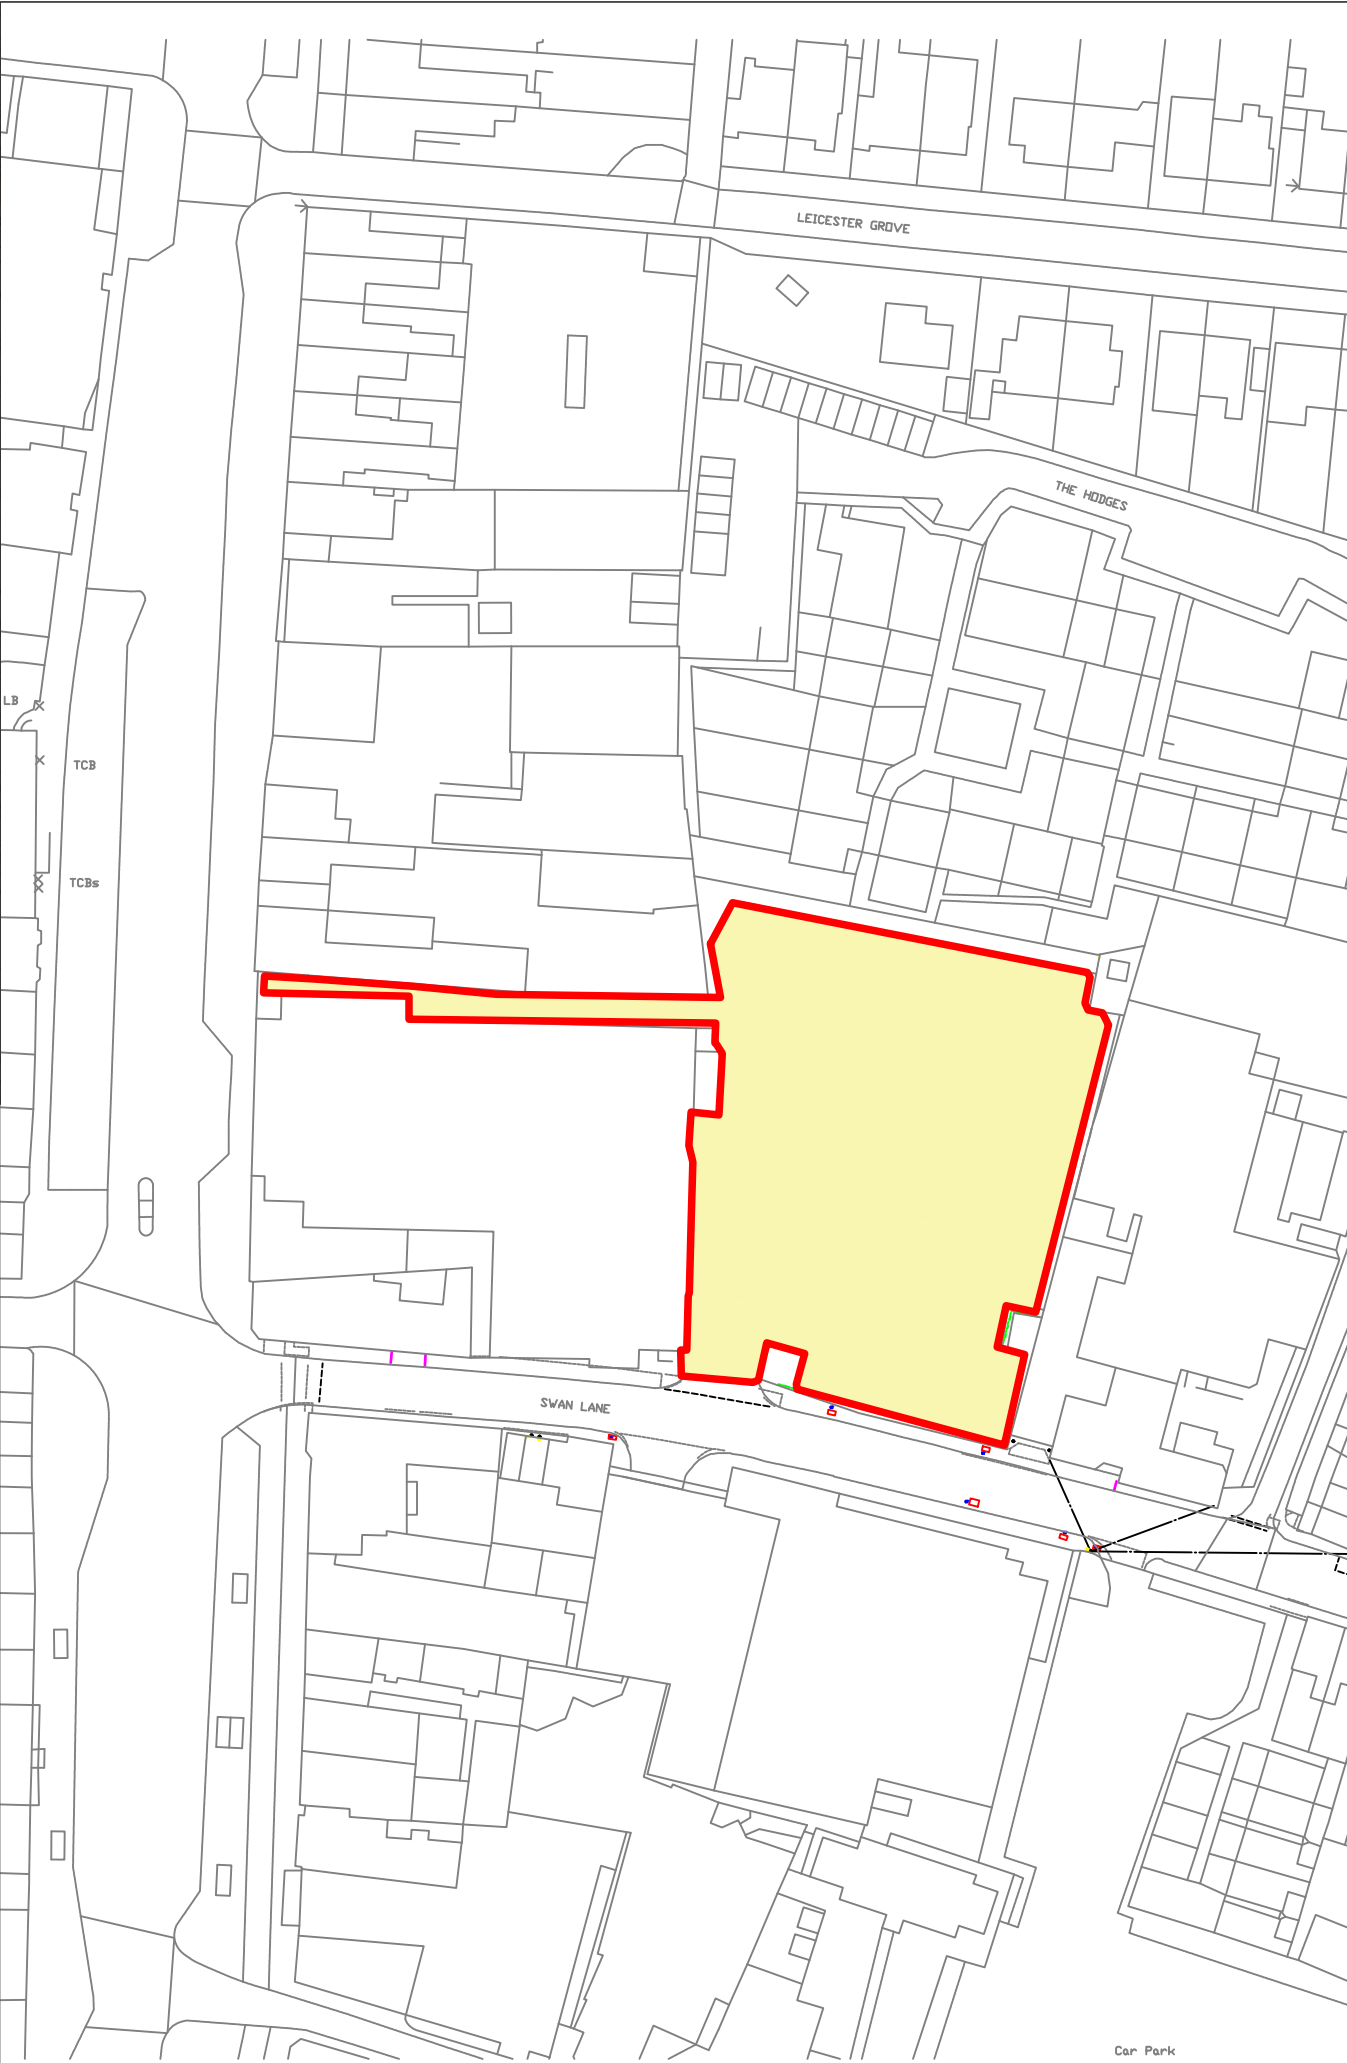 LEICESTER GROVE
THE HODGES
LB
TCB
TCBs
SWAN LANE
Car Park